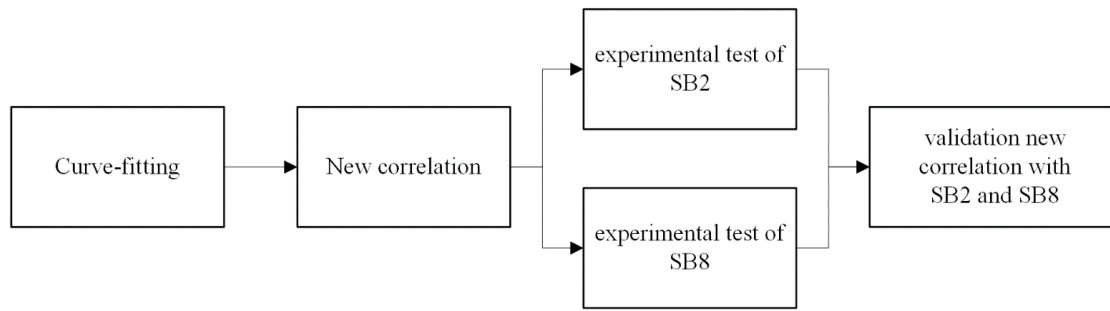 Curve-fitting
New correlation
experimental test of
SB2
experimental test of
SB8
validation new
correlation with
SB2 and SB8